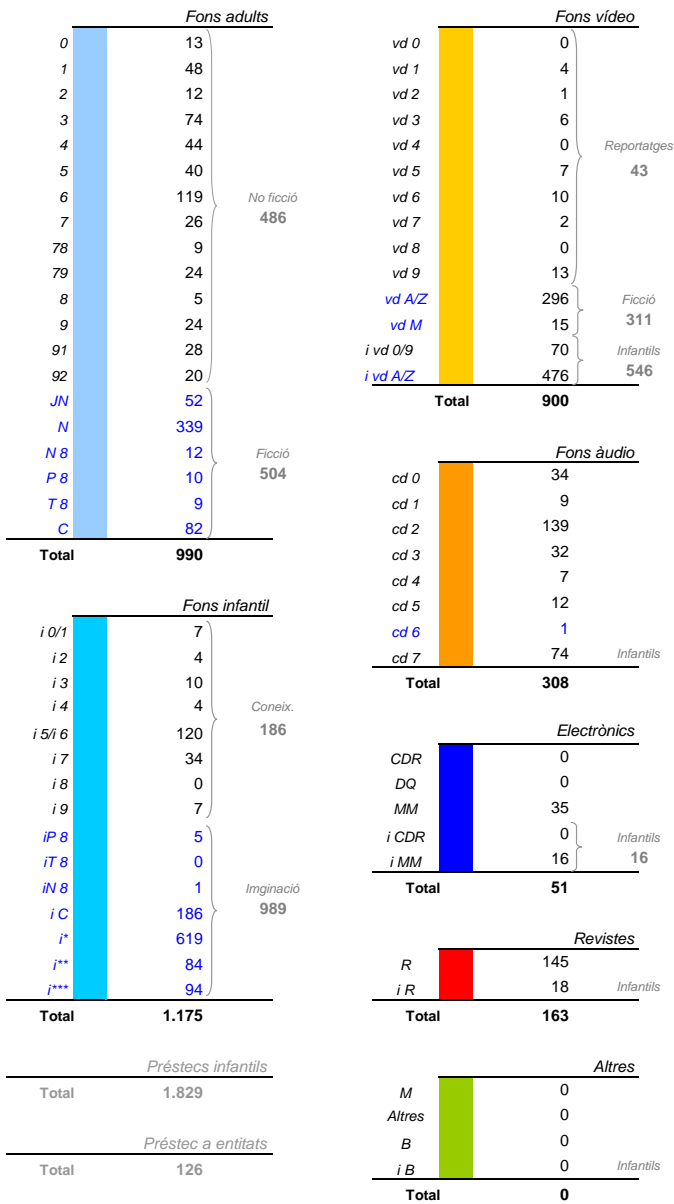 Fons adults
0 13
1 48
2 12
3 74
4 44
5 40
6 119 No ficció
7 26 486
78 9
79 24
8 5
9 24
91 28
92 20
JN 52
N 339
N 8 12 Ficció
P 8 10 504
T 8 9
C 82
Total 990
Fons infantil
i 0/1 7
i 2 4
i 3 10
i 4 4 Coneix.
i 5/i 6 120 186
i 7 34
i 8 0
i 9 7
iP 8 5
iT 8 0
iN 8 1 Imginació
i C 186 989
i* 619
i** 84
i*** 94
Total 1.175
Préstecs infantils
Total 1.829
Préstec a entitats
Total 126
Fons vídeo
vd 0 0
vd 1 4
vd 2 1
vd 3 6
vd 4 0 Reportatges
vd 5 7 43
vd 6 10
vd 7 2
vd 8 0
vd 9 13
vd A/Z 296 Ficció
vd M 15 311
i vd 0/9 70 Infantils
i vd A/Z 476 546
Total 900
Fons àudio
cd 0 34
cd 1 9
cd 2 139
cd 3 32
cd 4 7
cd 5 12
cd 6 1
cd 7 74 Infantils
Total 308
Electrònics
CDR 0
DQ 0
MM 35
i CDR 0 Infantils
i MM 16 16
Total 51
Revistes
R 145
i R 18 Infantils
Total 163
Altres
M 0
Altres 0
B 0
i B 0 Infantils
Total 0